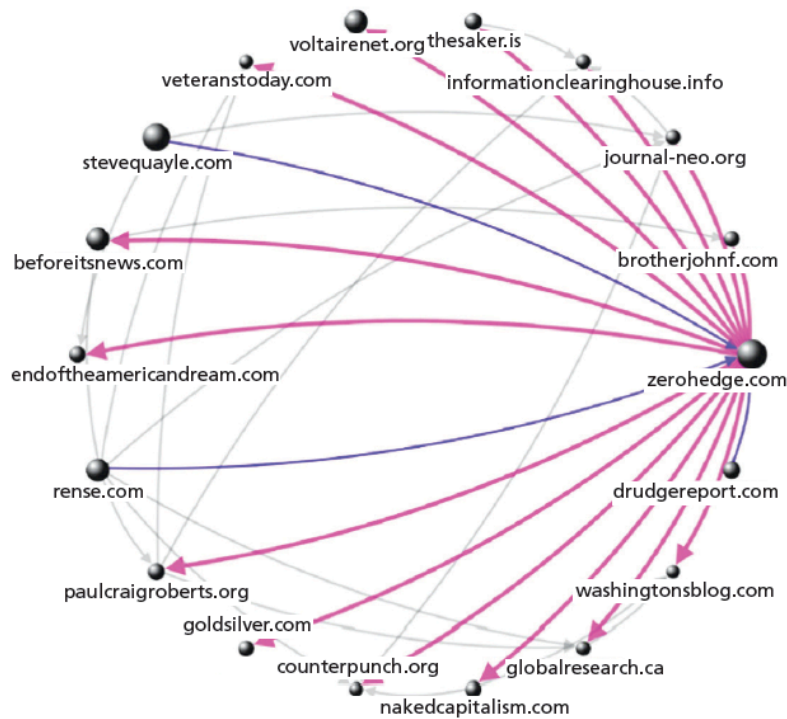 voltairenet.org
thesaker.is
veteranstoday.com
informationclearinghouse.info
stevequayle.com
journal-neo.org
beforeitsnews.com
brotherjohnf.com
endoftheamericandream.com
zerohedge.com
rense.com
drudgereport.com
paulcraigroberts.org
washingtonsblog.com
goldsilver.com
counterpunch.org
globalresearch.ca
nakedcapitalism.com